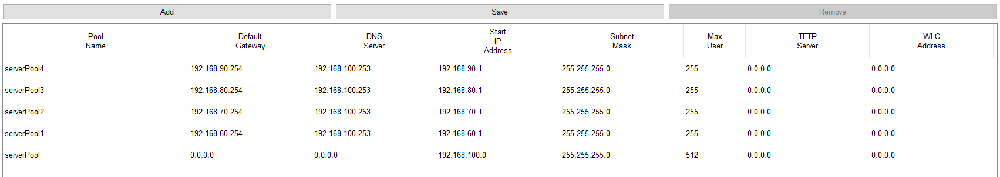 Add Save Remove
Pool Name Default Gateway DNS Server Start IP Address Subnet Mask Max User TFTP Server WLC Address
serverPool4 192.168.90.254 192.168.100.253 192.168.90.1 255.255.255.0 255 0.0.0.0 0.0.0.0
serverPool3 192.168.80.254 192.168.100.253 192.168.80.1 255.255.255.0 255 0.0.0.0 0.0.0.0
serverPool2 192.168.70.254 192.168.100.253 192.168.70.1 255.255.255.0 255 0.0.0.0 0.0.0.0
serverPool1 192.168.60.254 192.168.100.253 192.168.60.1 255.255.255.0 255 0.0.0.0 0.0.0.0
serverPool 0.0.0.0 0.0.0.0 192.168.100.0 255.255.255.0 512 0.0.0.0 0.0.0.0